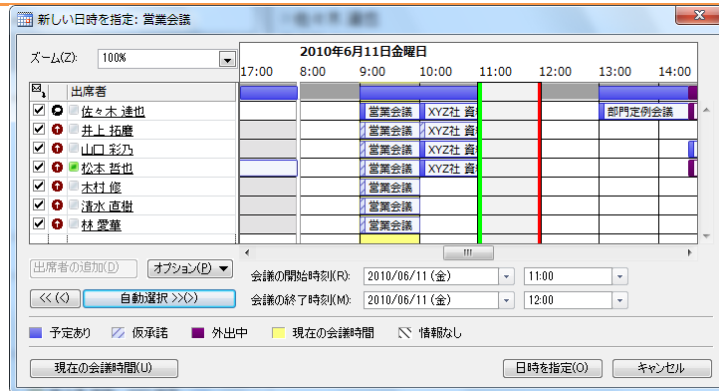 新しい日時を指定: 営業会議
ズーム(Z): 100%
2010年6月11日金曜日
17:00 8:00 9:00 10:00 11:00 12:00 13:00 14:00
出席者
佐々木 達也 営業会議 XYZ社 資 部門定例会議
井上 拓磨 営業会議 XYZ社 資
山口 彩乃 営業会議 XYZ社 資
松本 哲也 営業会議 XYZ社 資
木村 修 営業会議
清水 直樹 営業会議
林 愛華 営業会議
出席者の追加(D) オプション(P)
会議の開始時刻(R): 2010/06/11(金) 11:00
<<(<) 自動選択 >>(>)
会議の終了時刻(M): 2010/06/11(金) 12:00
予定あり 仮承諾 外出中 現在の会議時間 情報なし
現在の会議時間(U) 日時を指定(O) キャンセル